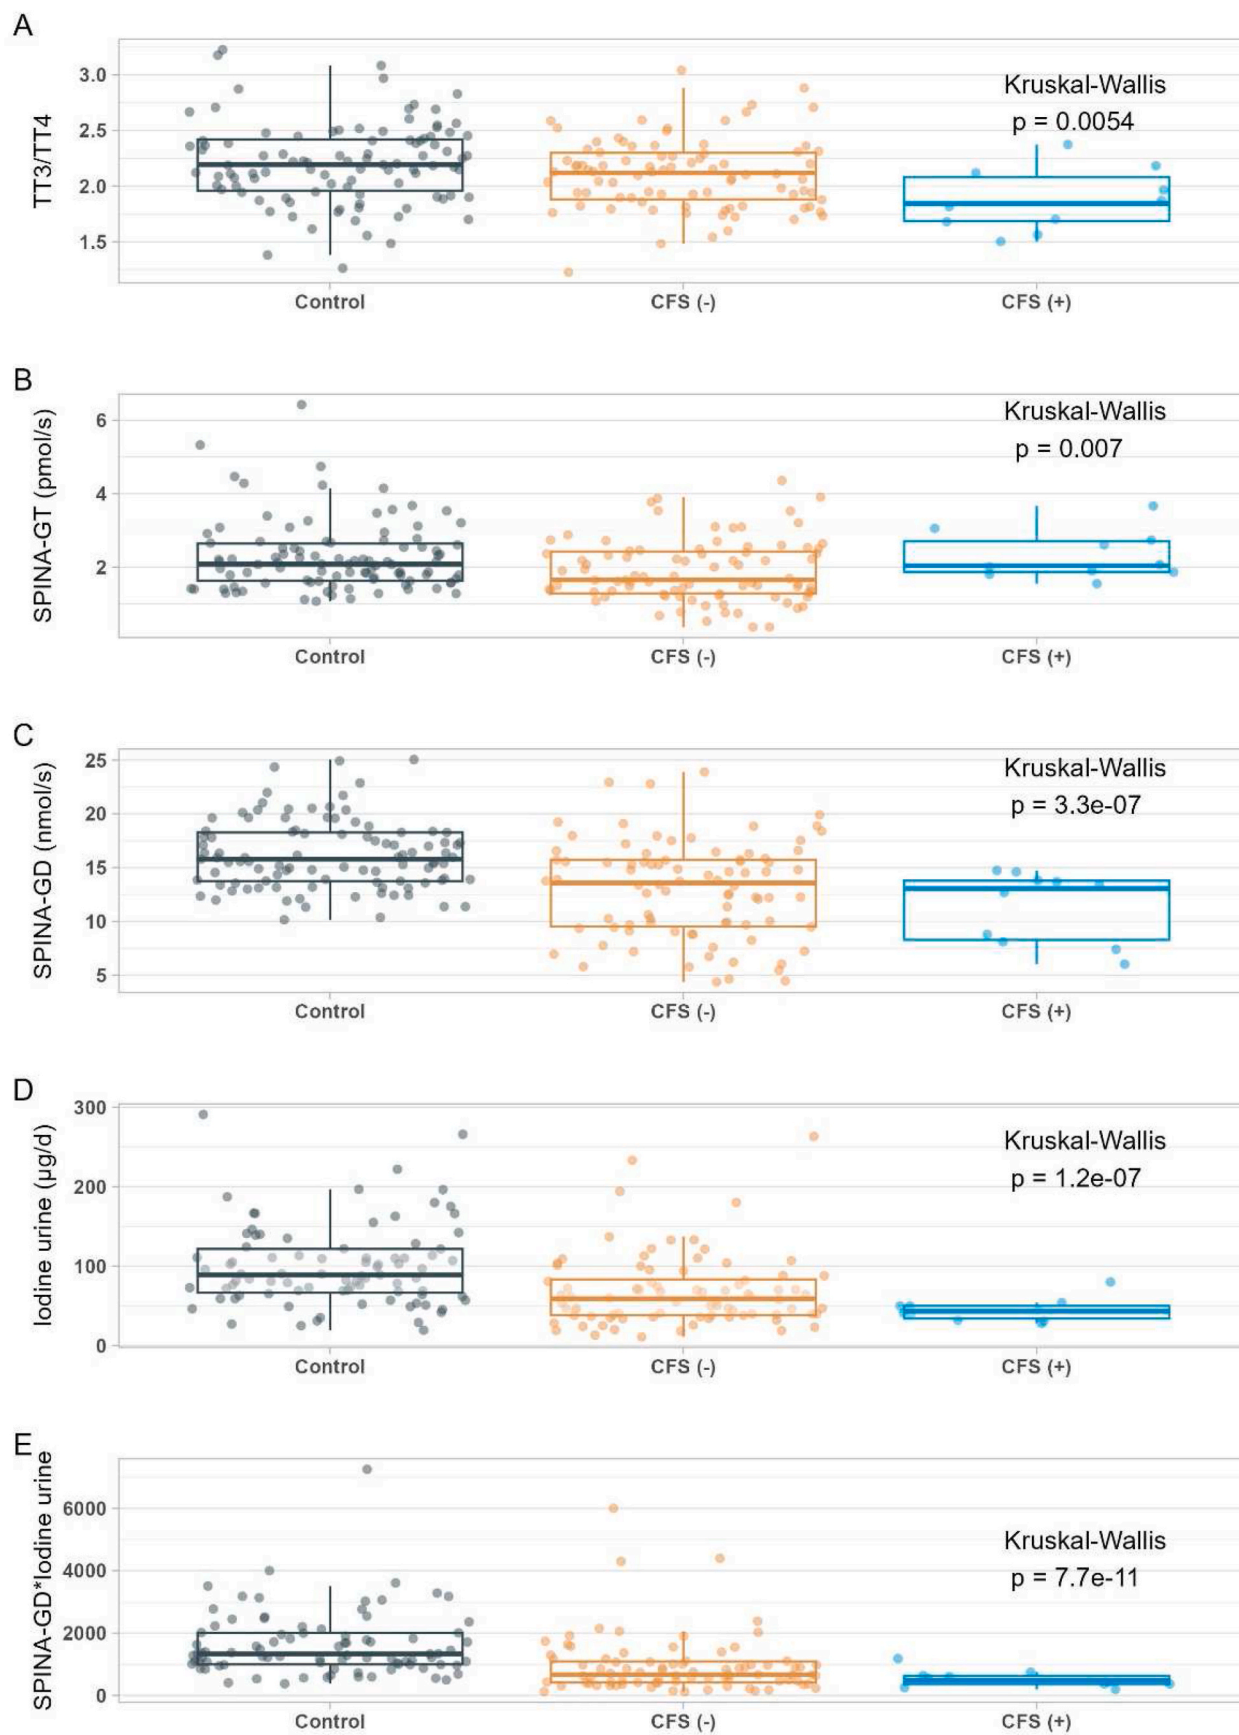 A
TT3/TT4
3.0
2.5
2.0
1.5
Kruskal-Wallis
p = 0.0054
Control
CFS (-)
CFS (+)
B
SPINA-GT (pmol/s)
6
4
2
Kruskal-Wallis
p = 0.007
Control
CFS (-)
CFS (+)
C
SPINA-GD (nmol/s)
25
20
15
10
5
Kruskal-Wallis
p = 3.3e-07
Control
CFS (-)
CFS (+)
D
Iodine urine (µg/d)
300
200
100
0
Kruskal-Wallis
p = 1.2e-07
Control
CFS (-)
CFS (+)
E
SPINA-GD*Iodine urine
6000
4000
2000
0
Kruskal-Wallis
p = 7.7e-11
Control
CFS (-)
CFS (+)